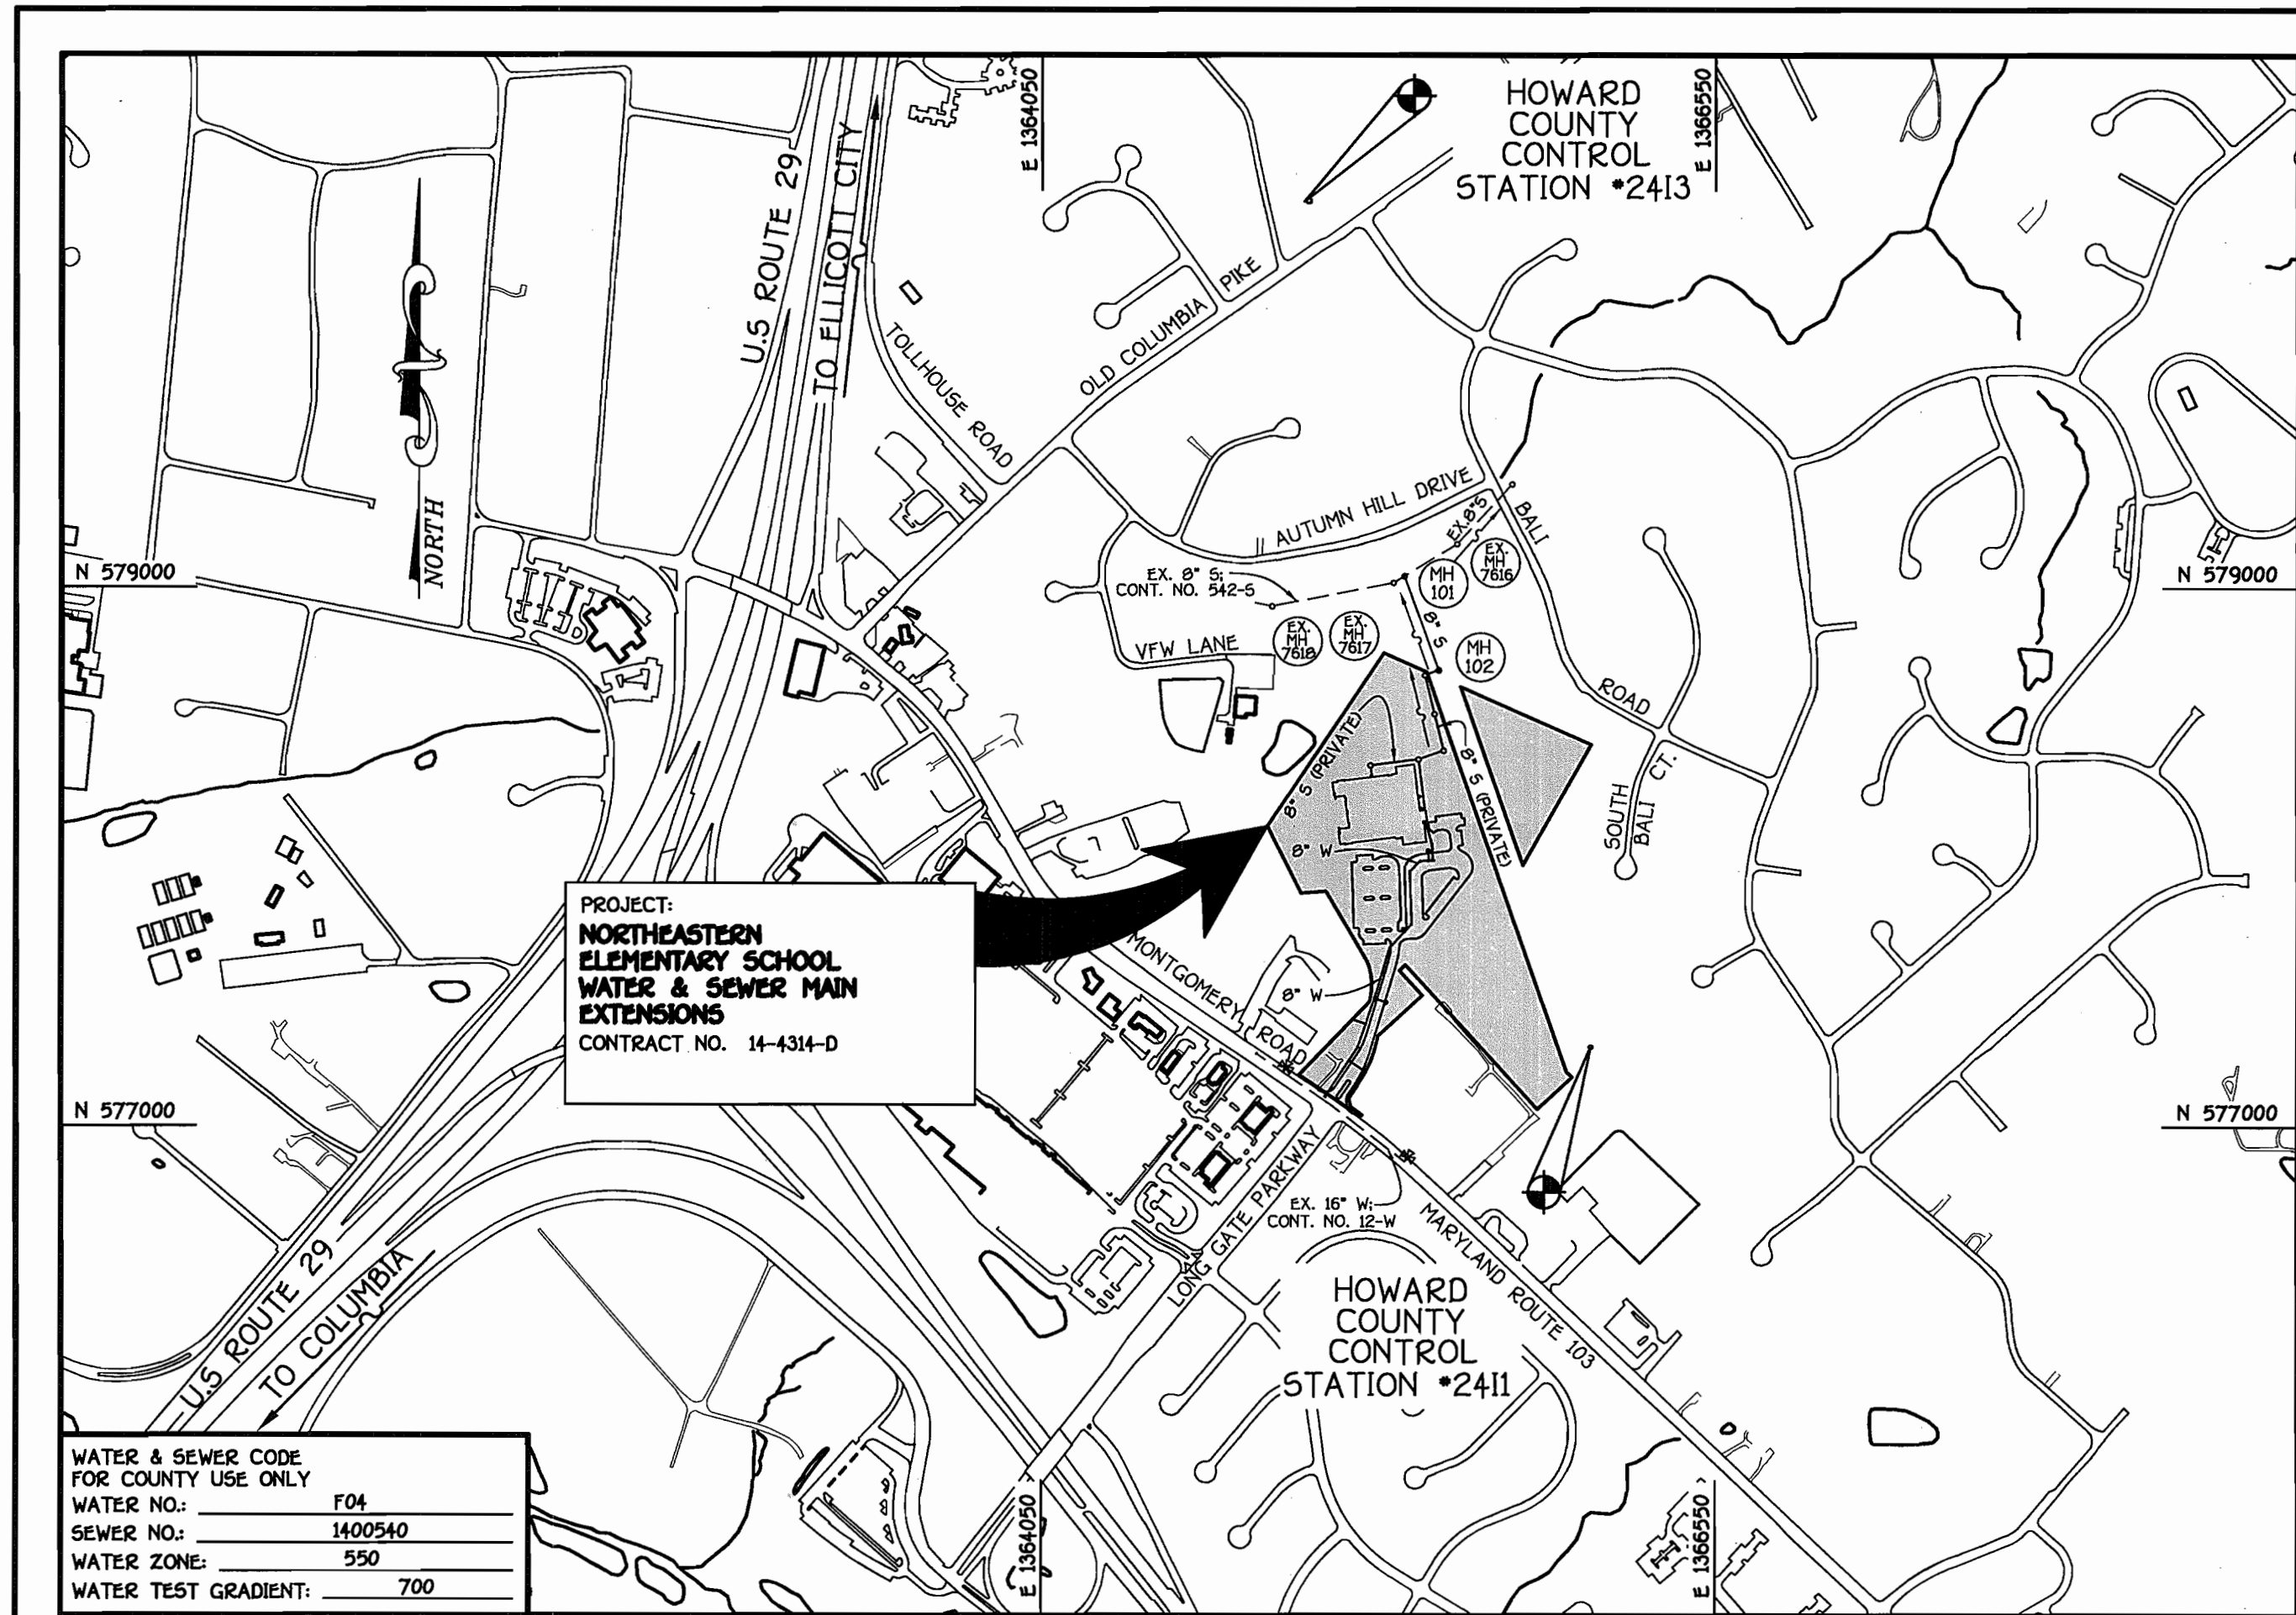 E 1364050
HOWARD
COUNTY
CONTROL
STATION *24I3
E 1366550
U.S ROUTE 29
TO ELLICOTT CITY
TOLLHOUSE ROAD
OLD COLUMBIA PIKE
NORTH
AUTUMN HILL DRIVE
EX.8"S
BALI
ROAD
N 579000
N 579000
EX. 8" S;
CONT. NO. 542-S
EX.
MH
7616
MH
101
8" S
VFW LANE
EX.
MH
7618
EX.
MH
7617
MH
102
8" S (PRIVATE)
8" S (PRIVATE)
SOUTH
BALI CT.
8" W
PROJECT:
NORTHEASTERN
ELEMENTARY SCHOOL
WATER & SEWER MAIN
EXTENSIONS
CONTRACT NO. 14-4314-D
MONTGOMERY ROAD
8" W
N 577000
N 577000
LONG GATE PARKWAY
EX. 16" W;
CONT. NO. 12-W
MARYLAND ROUTE 103
HOWARD
COUNTY
CONTROL
STATION *24I1
U.S ROUTE 29
TO COLUMBIA
WATER & SEWER CODE
FOR COUNTY USE ONLY
WATER NO.: F04
SEWER NO.: 1400540
WATER ZONE: 550
WATER TEST GRADIENT: 700
E 1364050
E 1366550